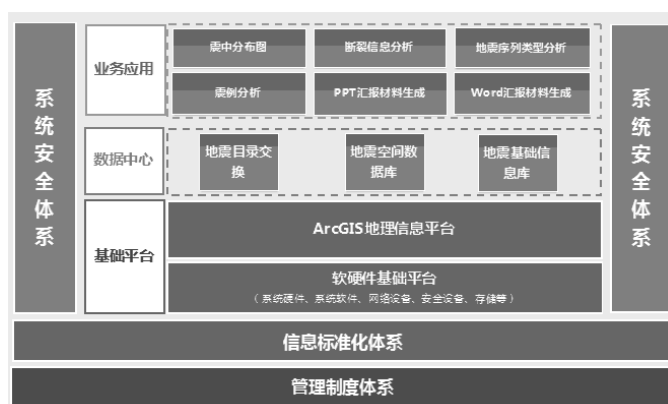 系统安全体系
业务应用
震中分布图
断裂信息分析
地震序列类型分析
震例分析
PPT汇报材料生成
Word汇报材料生成
数据中心
地震目录交
换
地震空间数
据库
地震基础信
息库
基础平台
ArcGIS地理信息平台
软硬件基础平台
（系统硬件、系统软件、网络设备、安全设备、存储等）
系统安全体系
信息标准化体系
管理制度体系